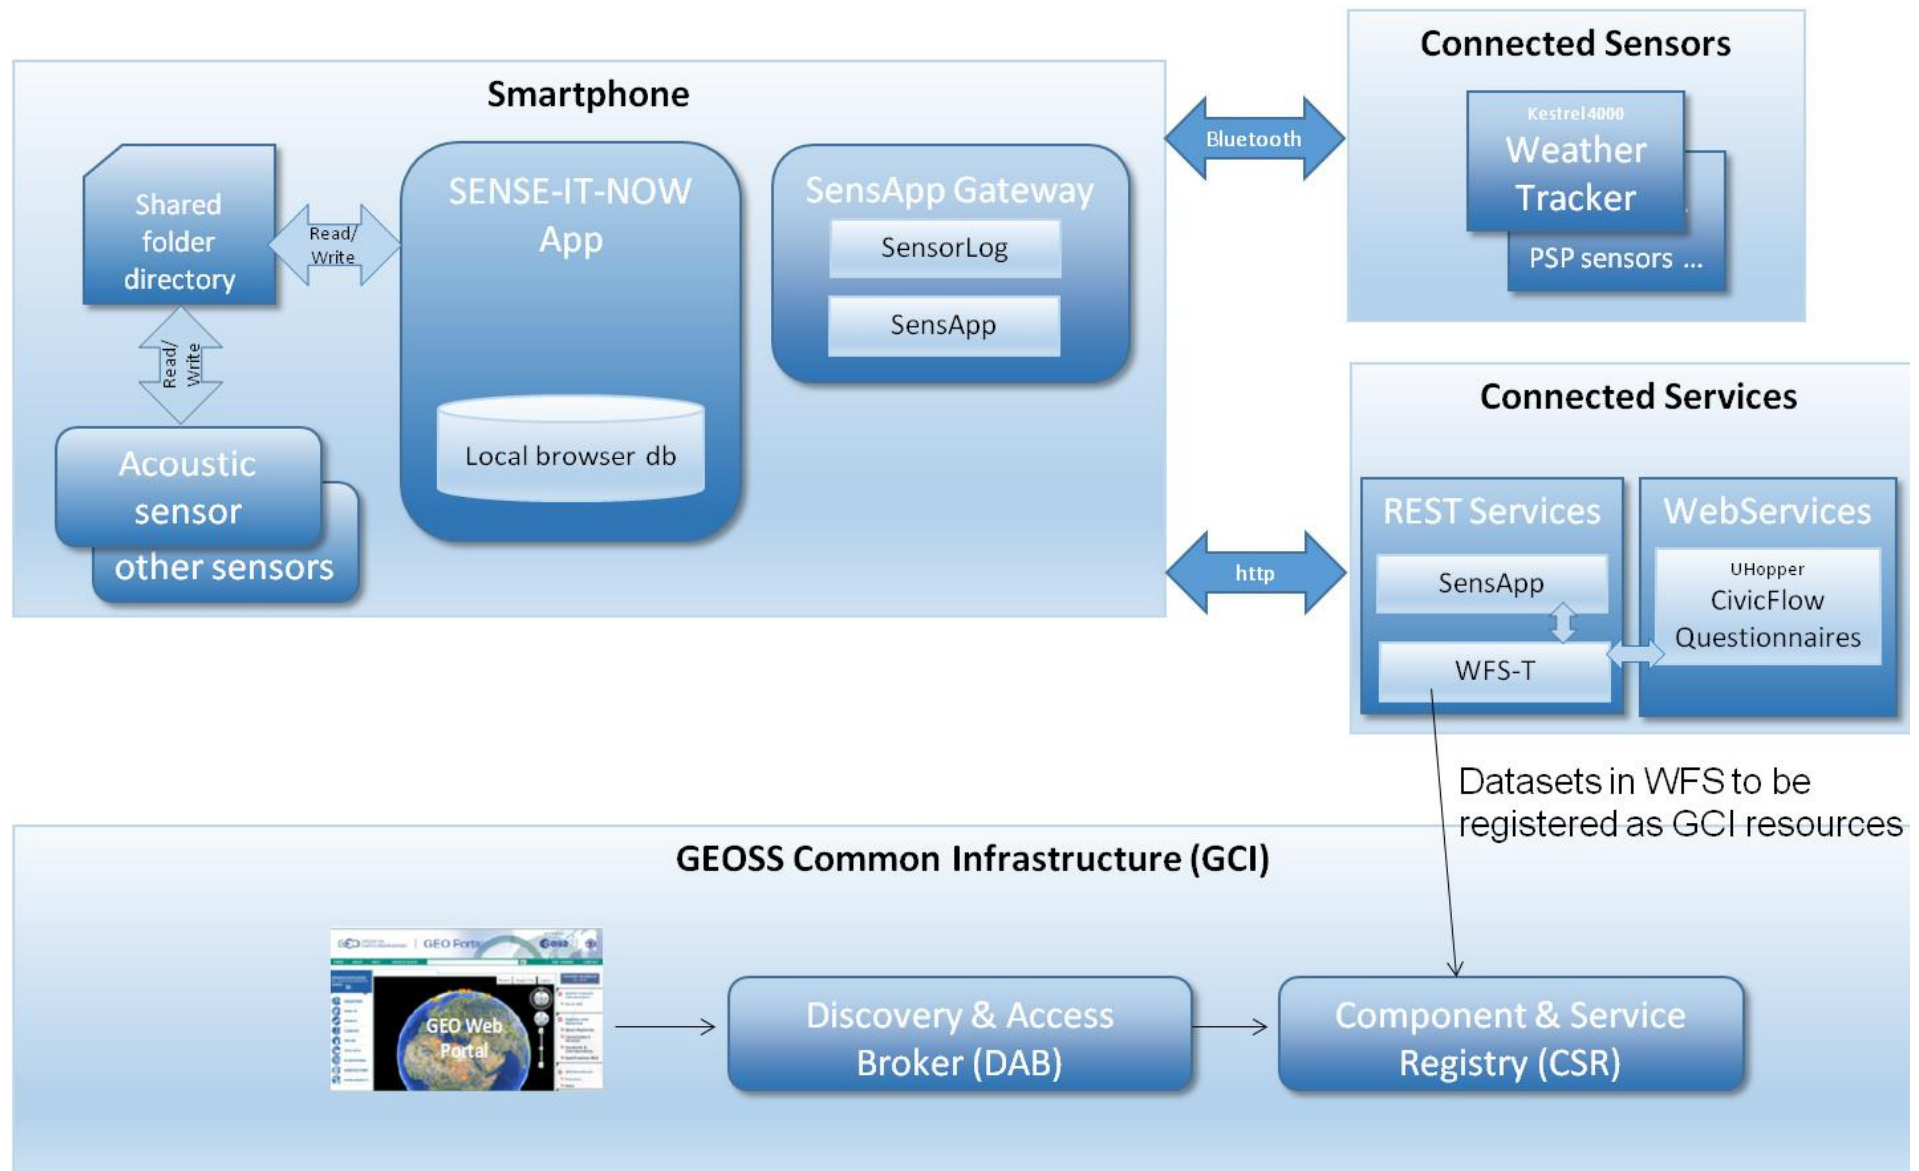 Smartphone
Shared
folder
directory
Read/
Write
Read/
Write
Acoustic
sensor
other sensors
SENSE-IT-NOW
App
Local browser db
SensApp Gateway
SensorLog
SensApp
Bluetooth
http
Connected Sensors
Kestrel4000
Weather
Tracker
PSP sensors ...
Connected Services
REST Services
SensApp
WFS-T
WebServices
UHopper
CivicFlow
Questionnaires
Datasets in WFS to be
registered as GCI resources
GEOSS Common Infrastructure (GCI)
GEO Web
Portal
Discovery & Access
Broker (DAB)
Component & Service
Registry (CSR)